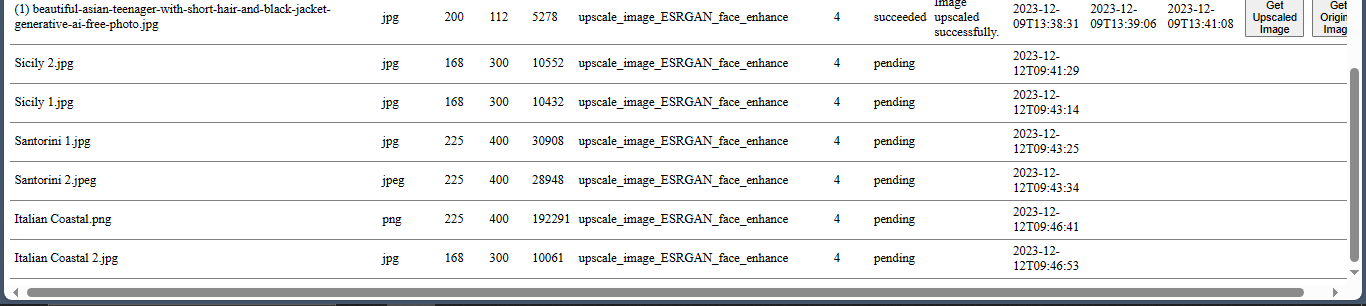 (1) beautiful-asian-teenager-with-short-hair-and-black-jacket-generative-ai-free-photo.jpg jpg 200 112 5278 upscale_image_ESRGAN_face_enhance 4 succeeded Image upscaled successfully. 2023-12-09T13:38:31 2023-12-09T13:39:06 2023-12-09T13:41:08 Get Upscaled Image Get Origin Imag
Sicily 2.jpg jpg 168 300 10552 upscale_image_ESRGAN_face_enhance 4 pending 2023-12-12T09:41:29
Sicily 1.jpg jpg 168 300 10432 upscale_image_ESRGAN_face_enhance 4 pending 2023-12-12T09:43:14
Santorini 1.jpg jpg 225 400 30908 upscale_image_ESRGAN_face_enhance 4 pending 2023-12-12T09:43:25
Santorini 2.jpeg jpeg 225 400 28948 upscale_image_ESRGAN_face_enhance 4 pending 2023-12-12T09:43:34
Italian Coastal.png png 225 400 192291 upscale_image_ESRGAN_face_enhance 4 pending 2023-12-12T09:46:41
Italian Coastal 2.jpg jpg 168 300 10061 upscale_image_ESRGAN_face_enhance 4 pending 2023-12-12T09:46:53